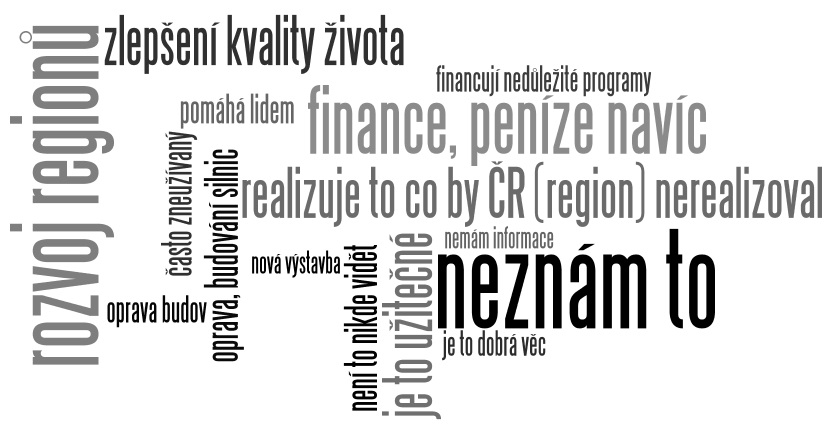 rozvoj regionů
zlepšení kvality života
financují nedůležité programy
pomáhá lidem
finance, peníze navíc
často zneužívaný
oprava, budování silnic
realizuje to co by ČR (region) nerealizoval
nemám informace
neznám to
nová výstavba
oprava budov
není to nikde vidět
je to užitečné
je to dobrá věc